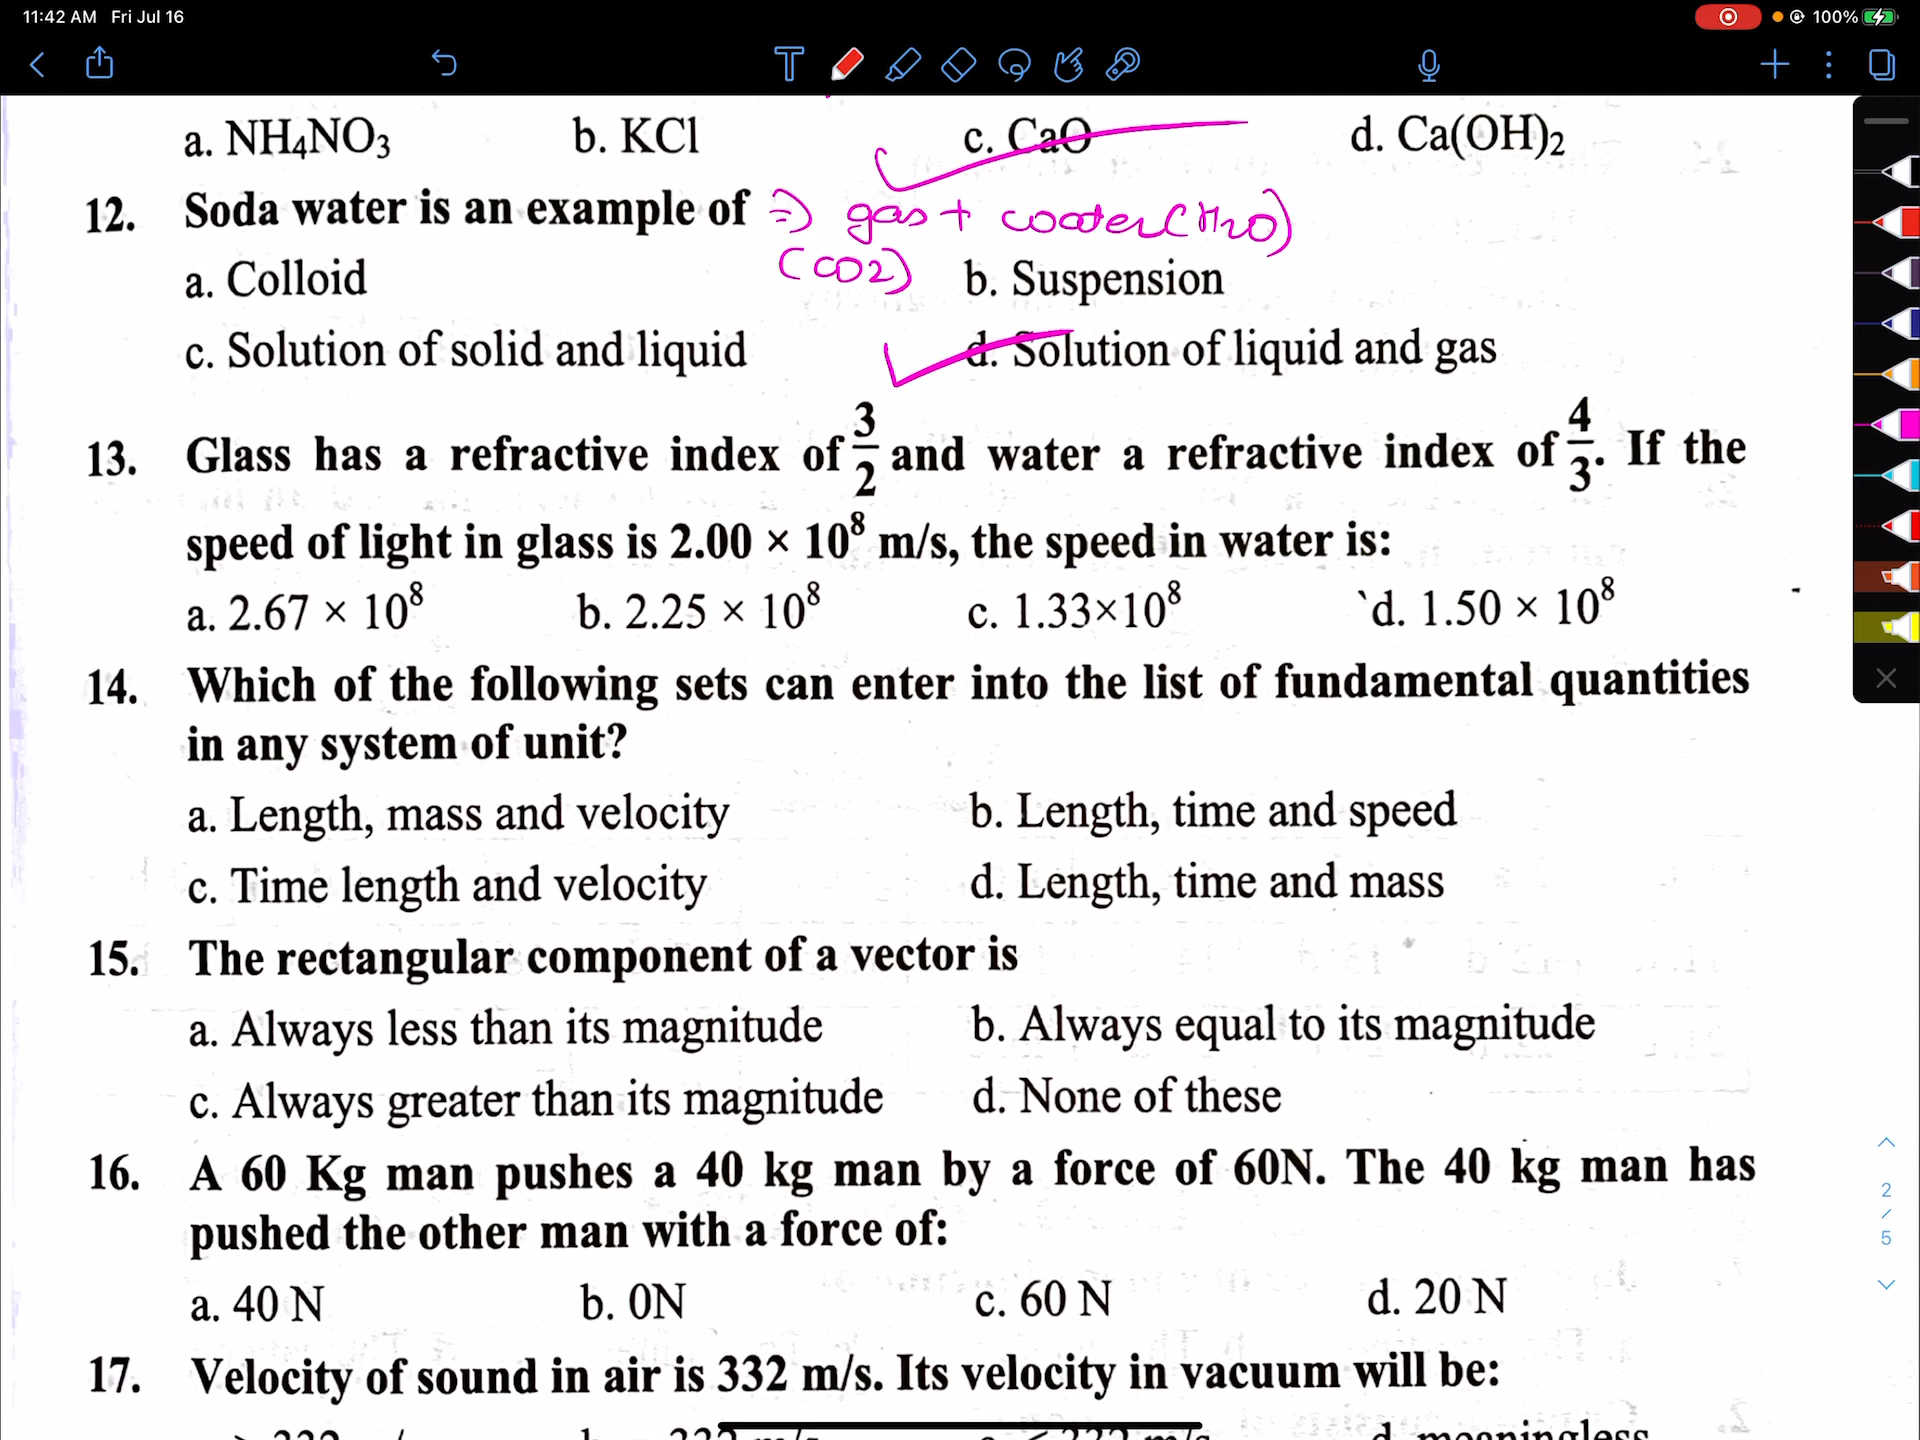 11:42 AM Fri Jul 16
100%
a. NH4NO3 b. KCl c. CaO d. Ca(OH)2
12. Soda water is an example of ⇒ gas + water (H2O)
(CO2)
a. Colloid b. Suspension
c. Solution of solid and liquid d. Solution of liquid and gas
13. Glass has a refractive index of 3/2 and water a refractive index of 4/3. If the
speed of light in glass is 2.00 × 10⁸ m/s, the speed in water is:
a. 2.67 × 10⁸ b. 2.25 × 10⁸ c. 1.33×10⁸ `d. 1.50 × 10⁸
14. Which of the following sets can enter into the list of fundamental quantities
in any system of unit?
a. Length, mass and velocity b. Length, time and speed
c. Time length and velocity d. Length, time and mass
15. The rectangular component of a vector is
a. Always less than its magnitude b. Always equal to its magnitude
c. Always greater than its magnitude d. None of these
16. A 60 Kg man pushes a 40 kg man by a force of 60N. The 40 kg man has
pushed the other man with a force of:
a. 40 N b. 0N c. 60 N d. 20 N
17. Velocity of sound in air is 332 m/s. Its velocity in vacuum will be:
d. meaningless
2
/
5